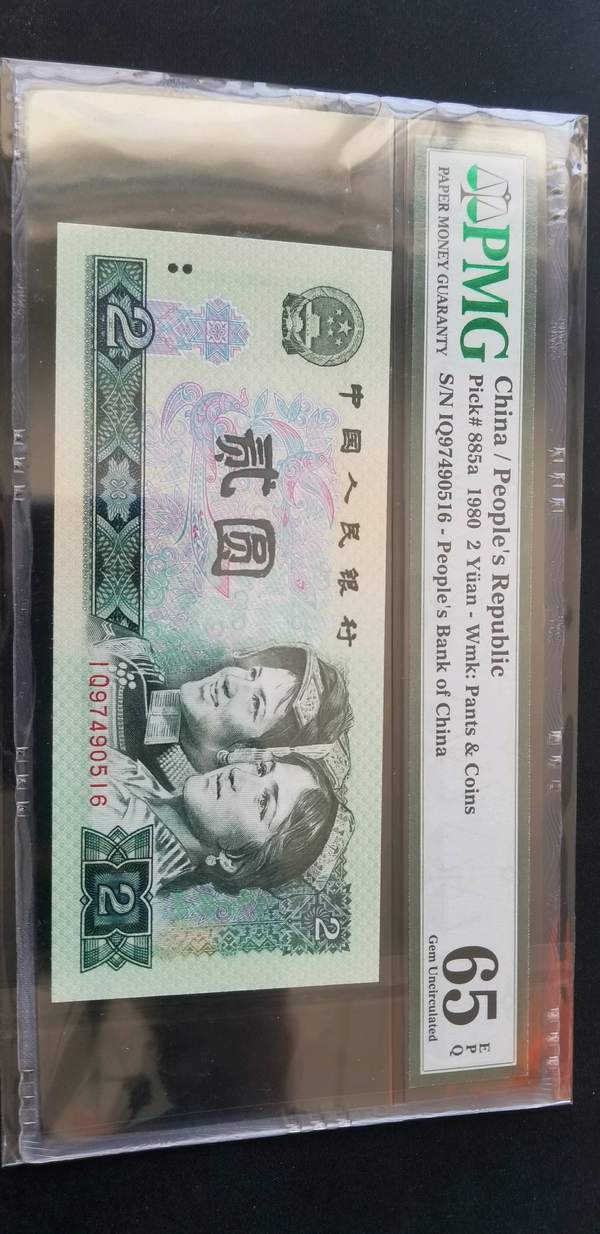 PMG
PAPER MONEY GUARANTY
China / People's Republic
Pick# 885a 1980 2 Yüan - Wmk: Pants & Coins
S/N IQ97490516 - People's Bank of China
65
E
P
Q
Gem Uncirculated
中国人民银行
贰圆
2
2
2
IQ97490516